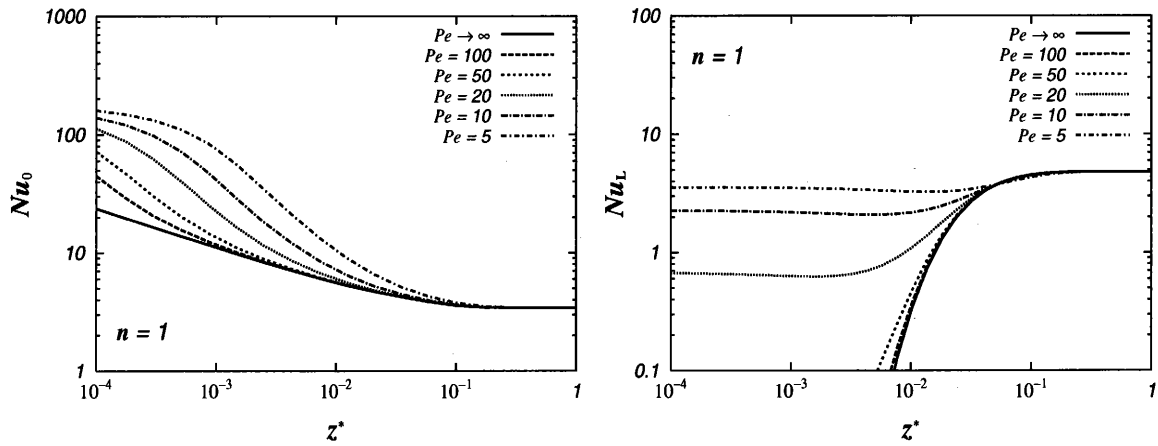 1000
100
10
1
Nu₀
Pe → ∞
Pe = 100
Pe = 50
Pe = 20
Pe = 10
Pe = 5
n = 1
10⁻⁴ 10⁻³ 10⁻² 10⁻¹ 1
z*
100
10
1
0.1
Nu_L
n = 1
Pe → ∞
Pe = 100
Pe = 50
Pe = 20
Pe = 10
Pe = 5
10⁻⁴ 10⁻³ 10⁻² 10⁻¹ 1
z*